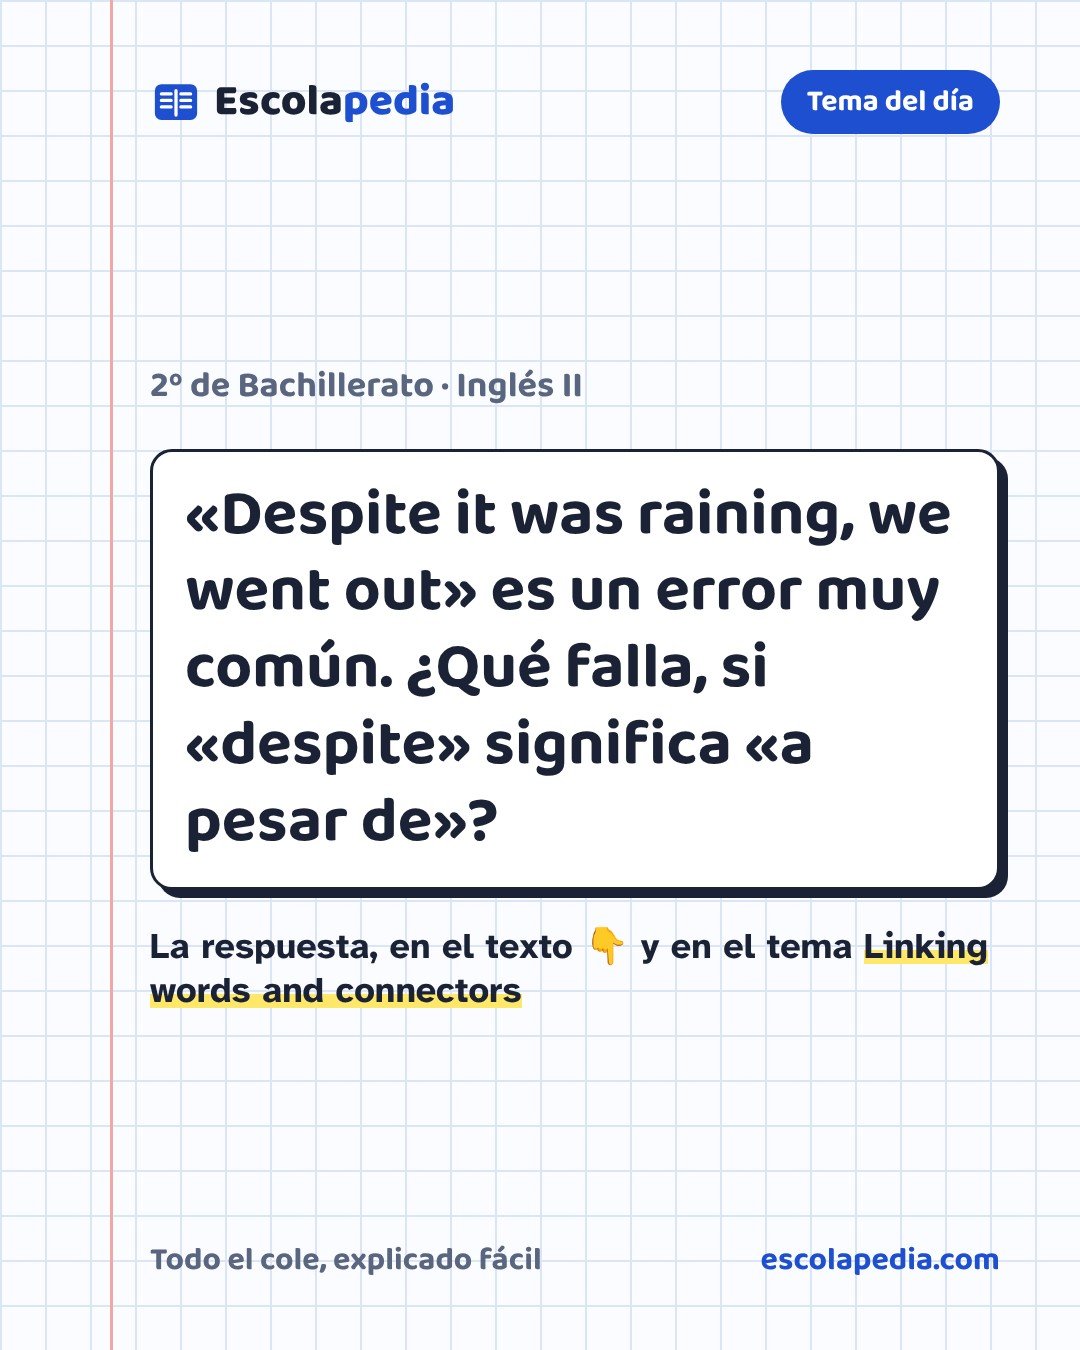 Escolapedia
Tema del día
2º de Bachillerato · Inglés II
«Despite it was raining, we
went out» es un error muy
común. ¿Qué falla, si
«despite» significa «a
pesar de»?
La respuesta, en el texto 👇 y en el tema Linking
words and connectors
Todo el cole, explicado fácil
escolapedia.com